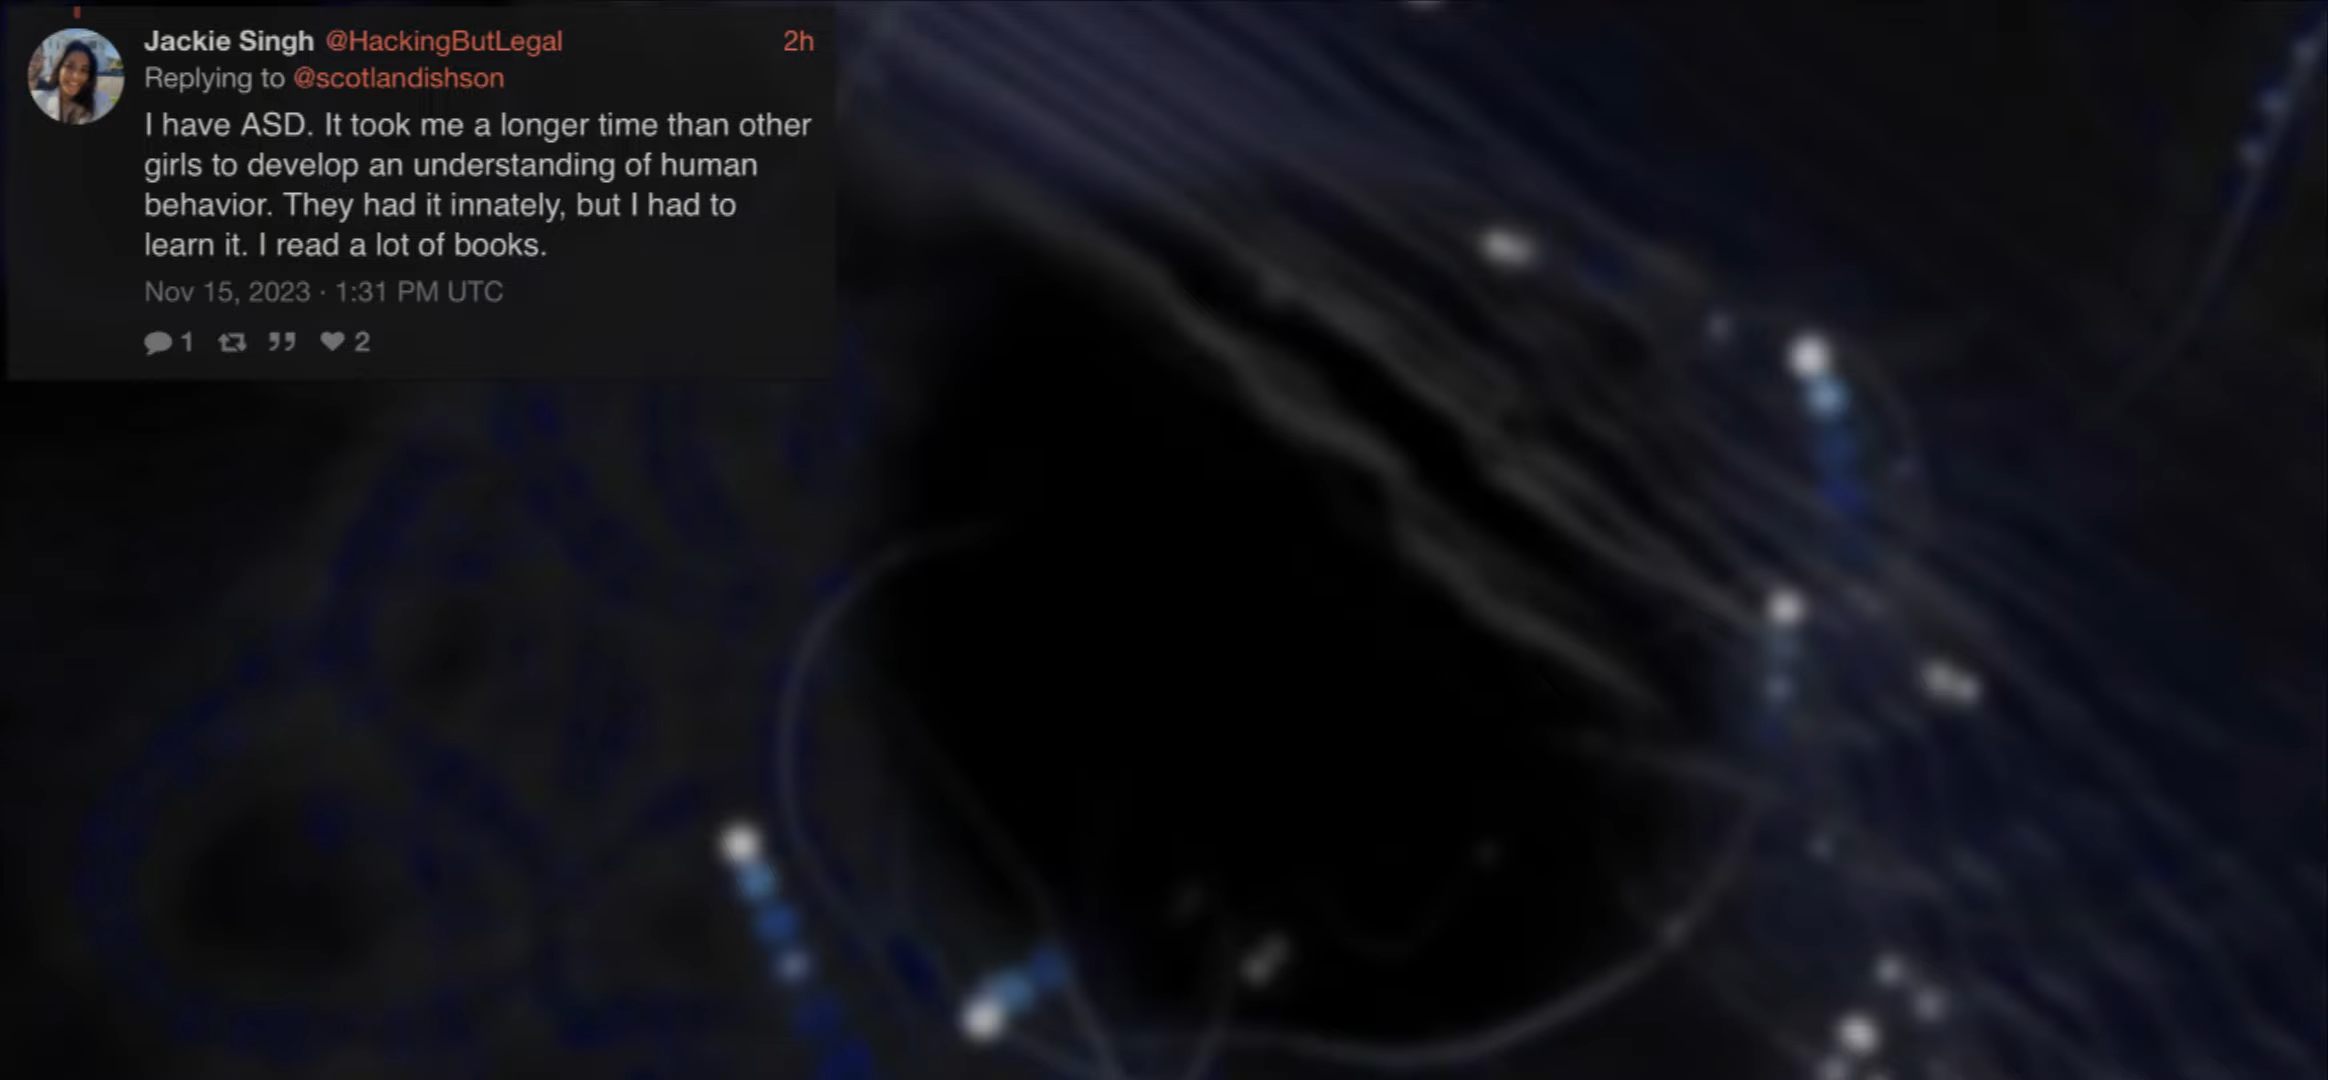 Jackie Singh @HackingButLegal 2h
Replying to @scotlandishson
I have ASD. It took me a longer time than other
girls to develop an understanding of human
behavior. They had it innately, but I had to
learn it. I read a lot of books.
Nov 15, 2023 · 1:31 PM UTC
1 2